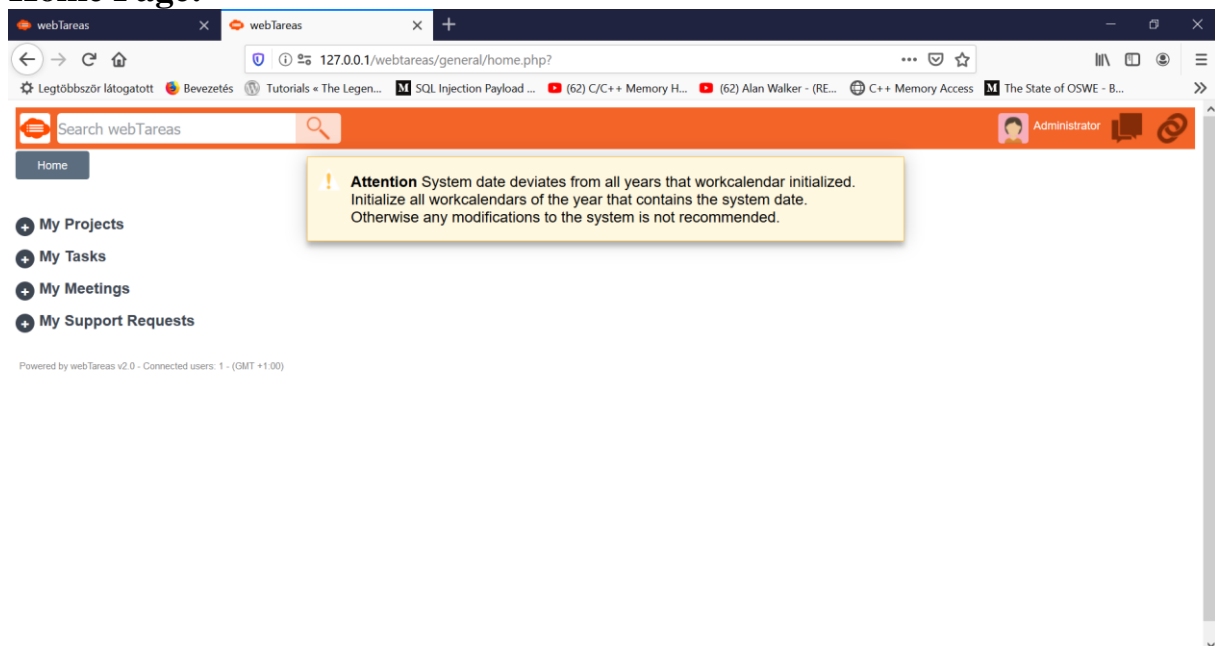 Home Page:
webTareas
webTareas
127.0.0.1/webtareas/general/home.php?
Legtöbbször látogatott
Bevezetés
Tutorials « The Legen...
SQL Injection Payload ...
(62) C/C++ Memory H...
(62) Alan Walker - (RE...
C++ Memory Access
The State of OSWE - B...
Search webTareas
Administrator
Home
Attention System date deviates from all years that workcalendar initialized.
Initialize all workcalendars of the year that contains the system date.
Otherwise any modifications to the system is not recommended.
My Projects
My Tasks
My Meetings
My Support Requests
Powered by webTareas v2.0 - Connected users: 1 - (GMT +1:00)